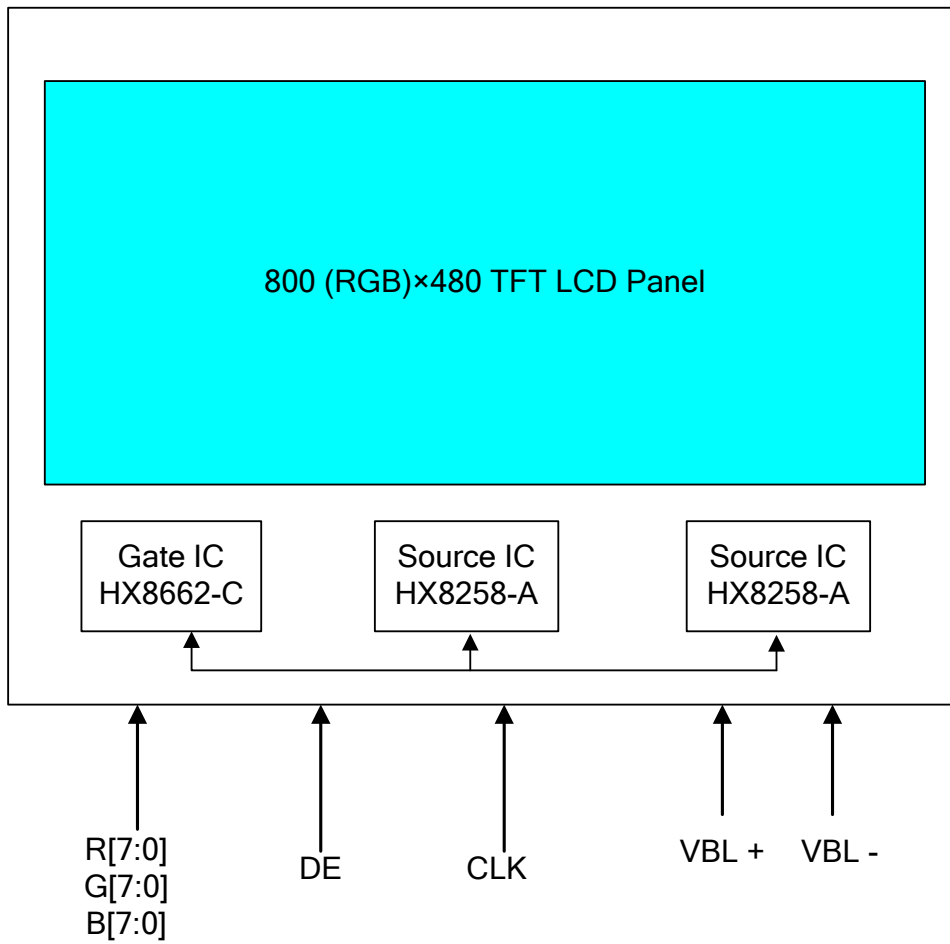 800 (RGB)×480 TFT LCD Panel
Gate IC
HX8662-C
Source IC
HX8258-A
Source IC
HX8258-A
R[7:0]
G[7:0]
B[7:0]
DE
CLK
VBL +
VBL -